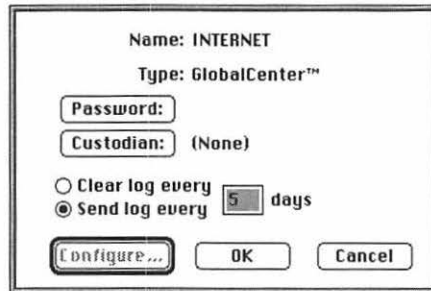 Name: INTERNET
Type: GlobalCenter™
Password:
Custodian: (None)
Clear log every
Send log every 5 days
Configure...
OK
Cancel